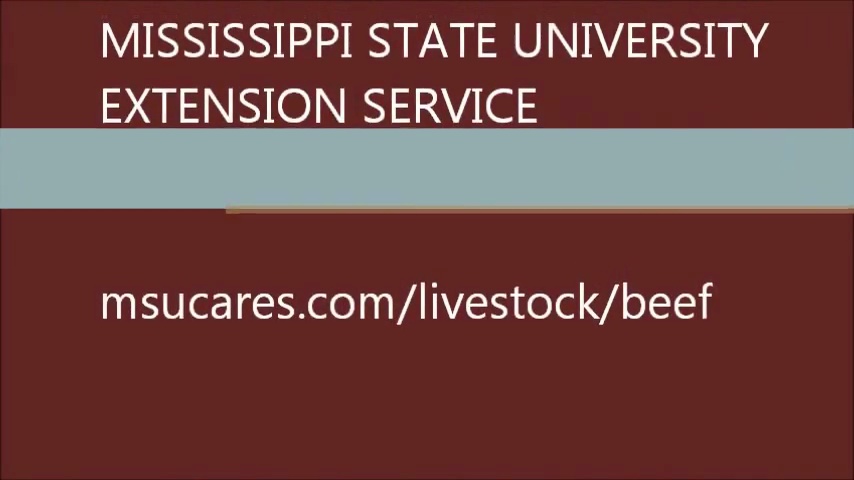 MISSISSIPPI STATE UNIVERSITY
EXTENSION SERVICE
msucares.com/livestock/beef